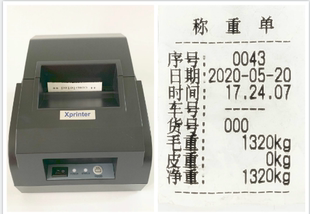 Xprinter
称重单
序号: 0043
日期: 2020-05-20
时间: 17.24.07
车号: ------
货号: 000
毛重: 1320kg
皮重: 0kg
净重: 1320kg